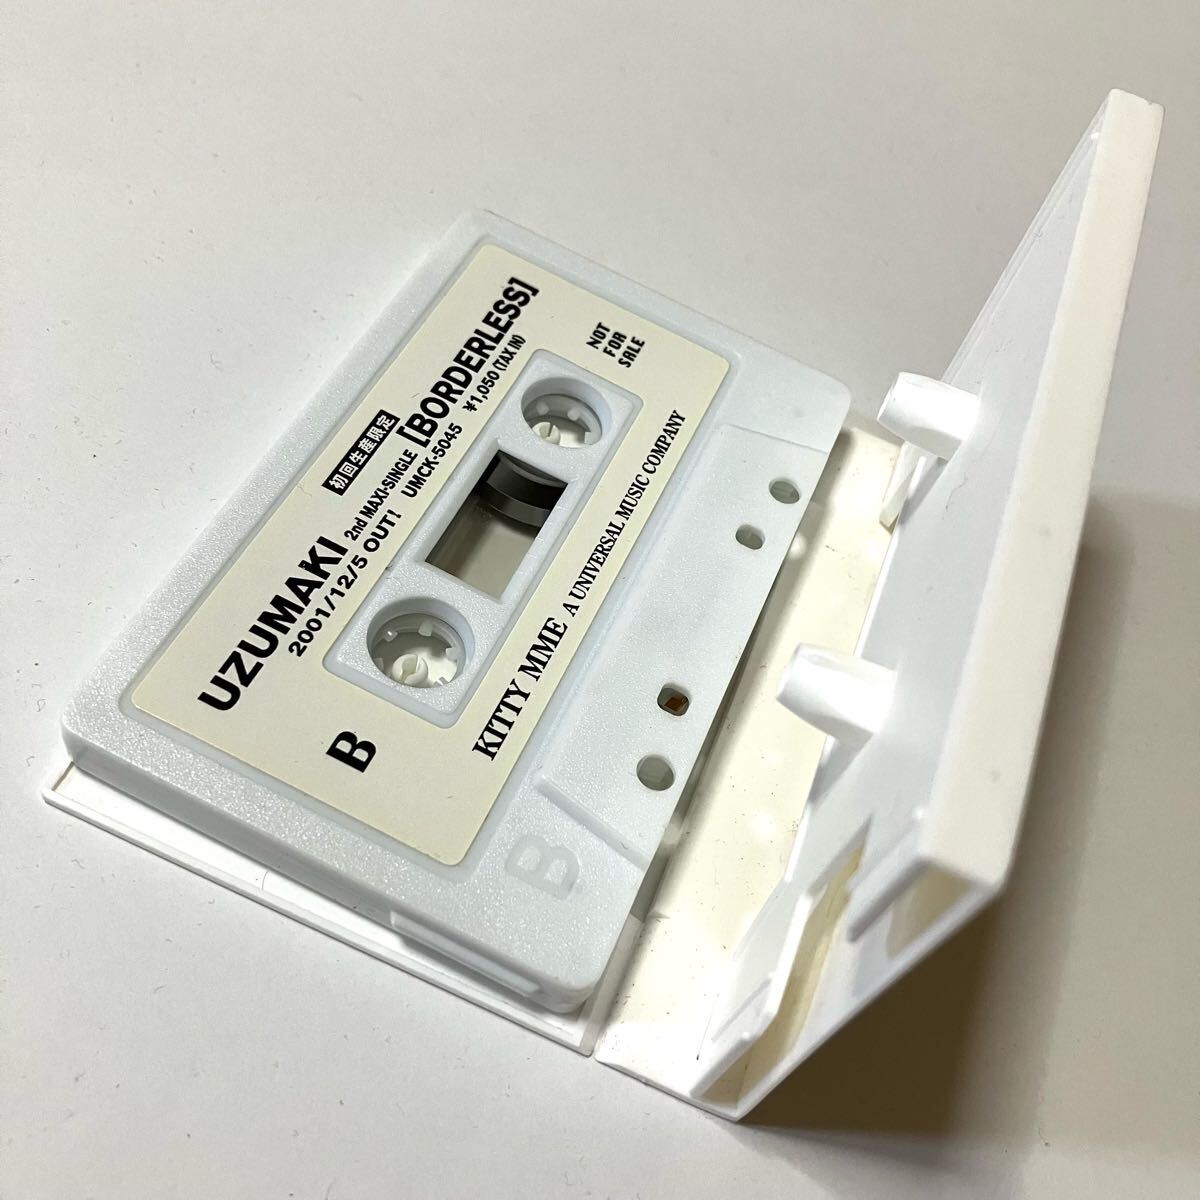 初回生産限定
UZUMAKI 2nd MAXI-SINGLE [BORDERLESS]
2001/12/5 OUT! UMCK-5045 ¥1,050 (TAX IN)
B
NOT
FOR
SALE
KITTY MME A UNIVERSAL MUSIC COMPANY
B